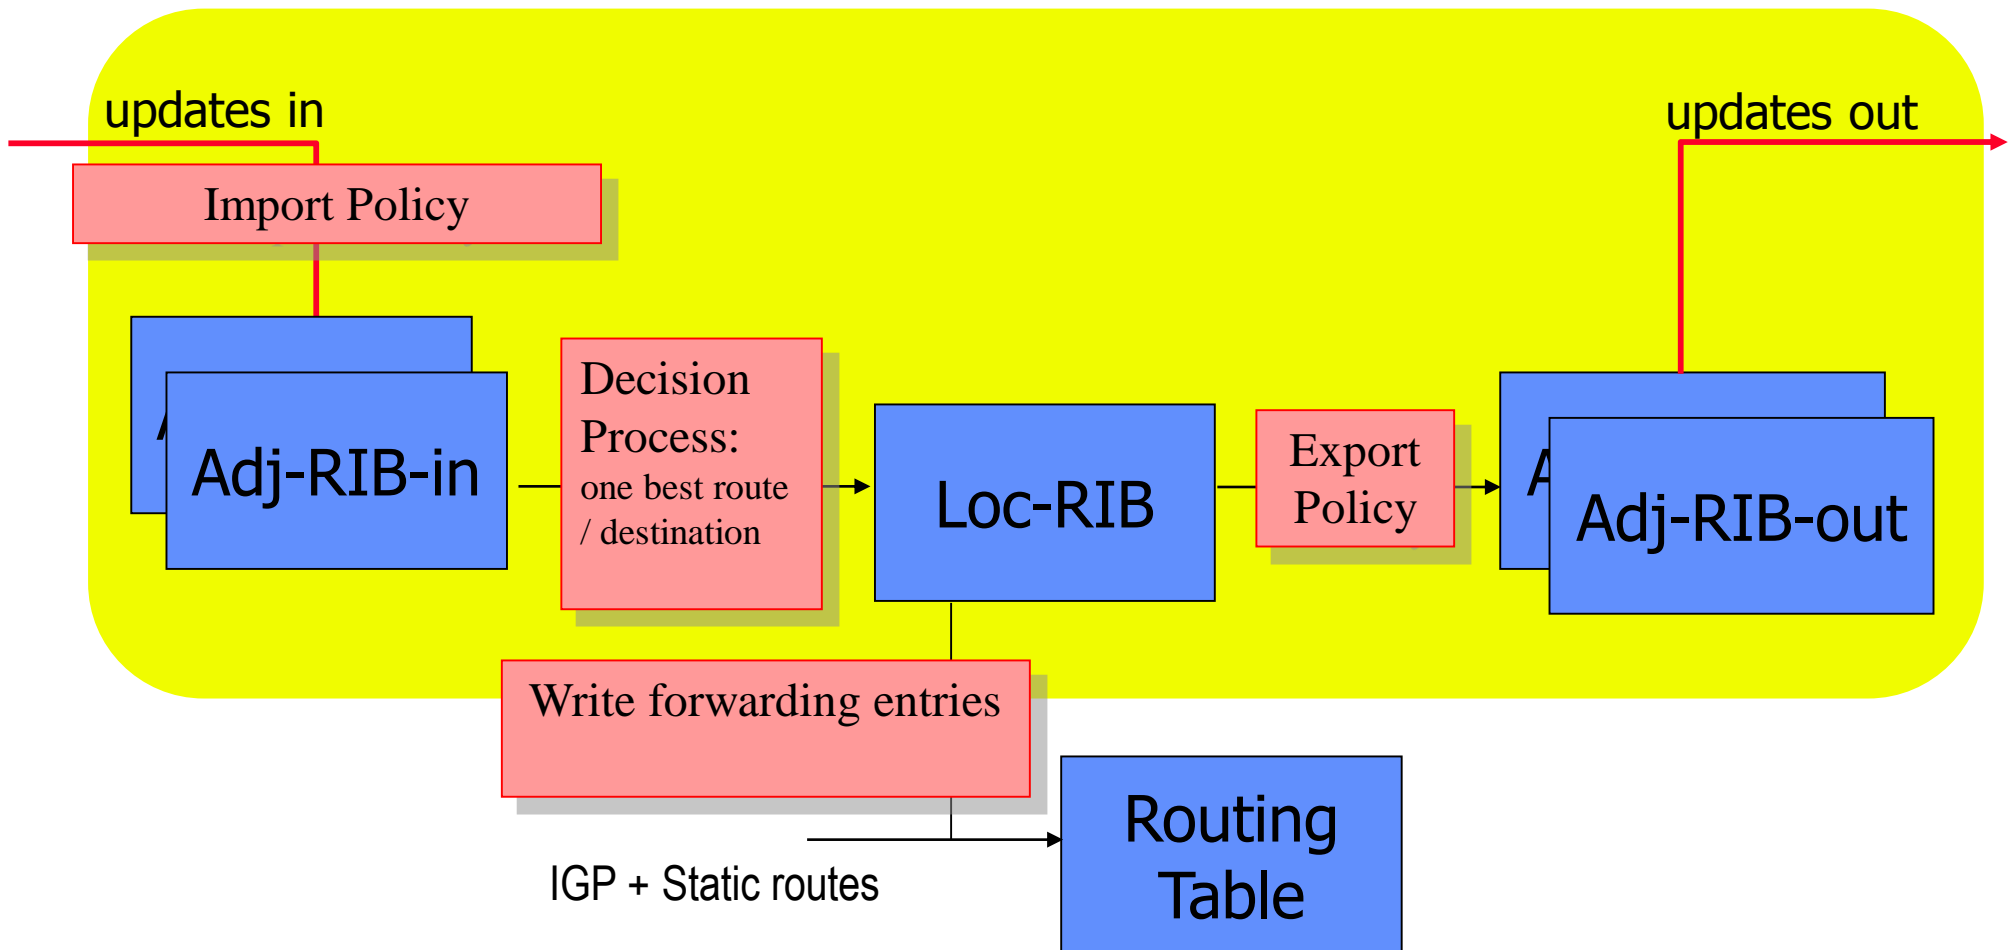 updates in
updates out
Import Policy
Decision
Process:
one best route
/ destination
Adj-RIB-in
Loc-RIB
Export
Policy
A
Adj-RIB-out
Write forwarding entries
Routing
Table
IGP + Static routes